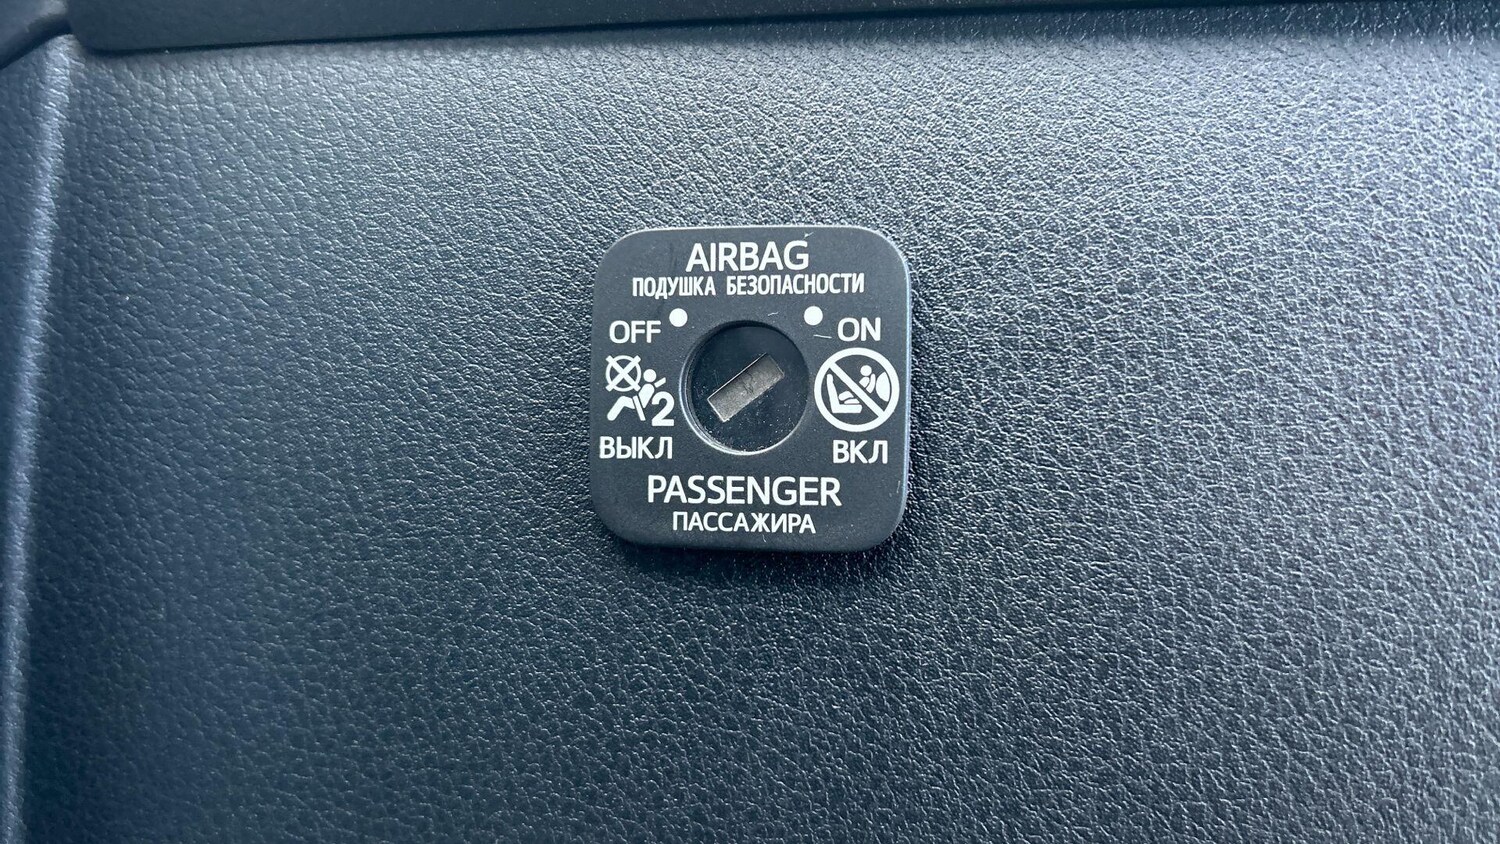 AIRBAG
ПОДУШКА БЕЗОПАСНОСТИ
OFF
ON
2
ВЫКЛ
ВКЛ
PASSENGER
ПАССАЖИРА